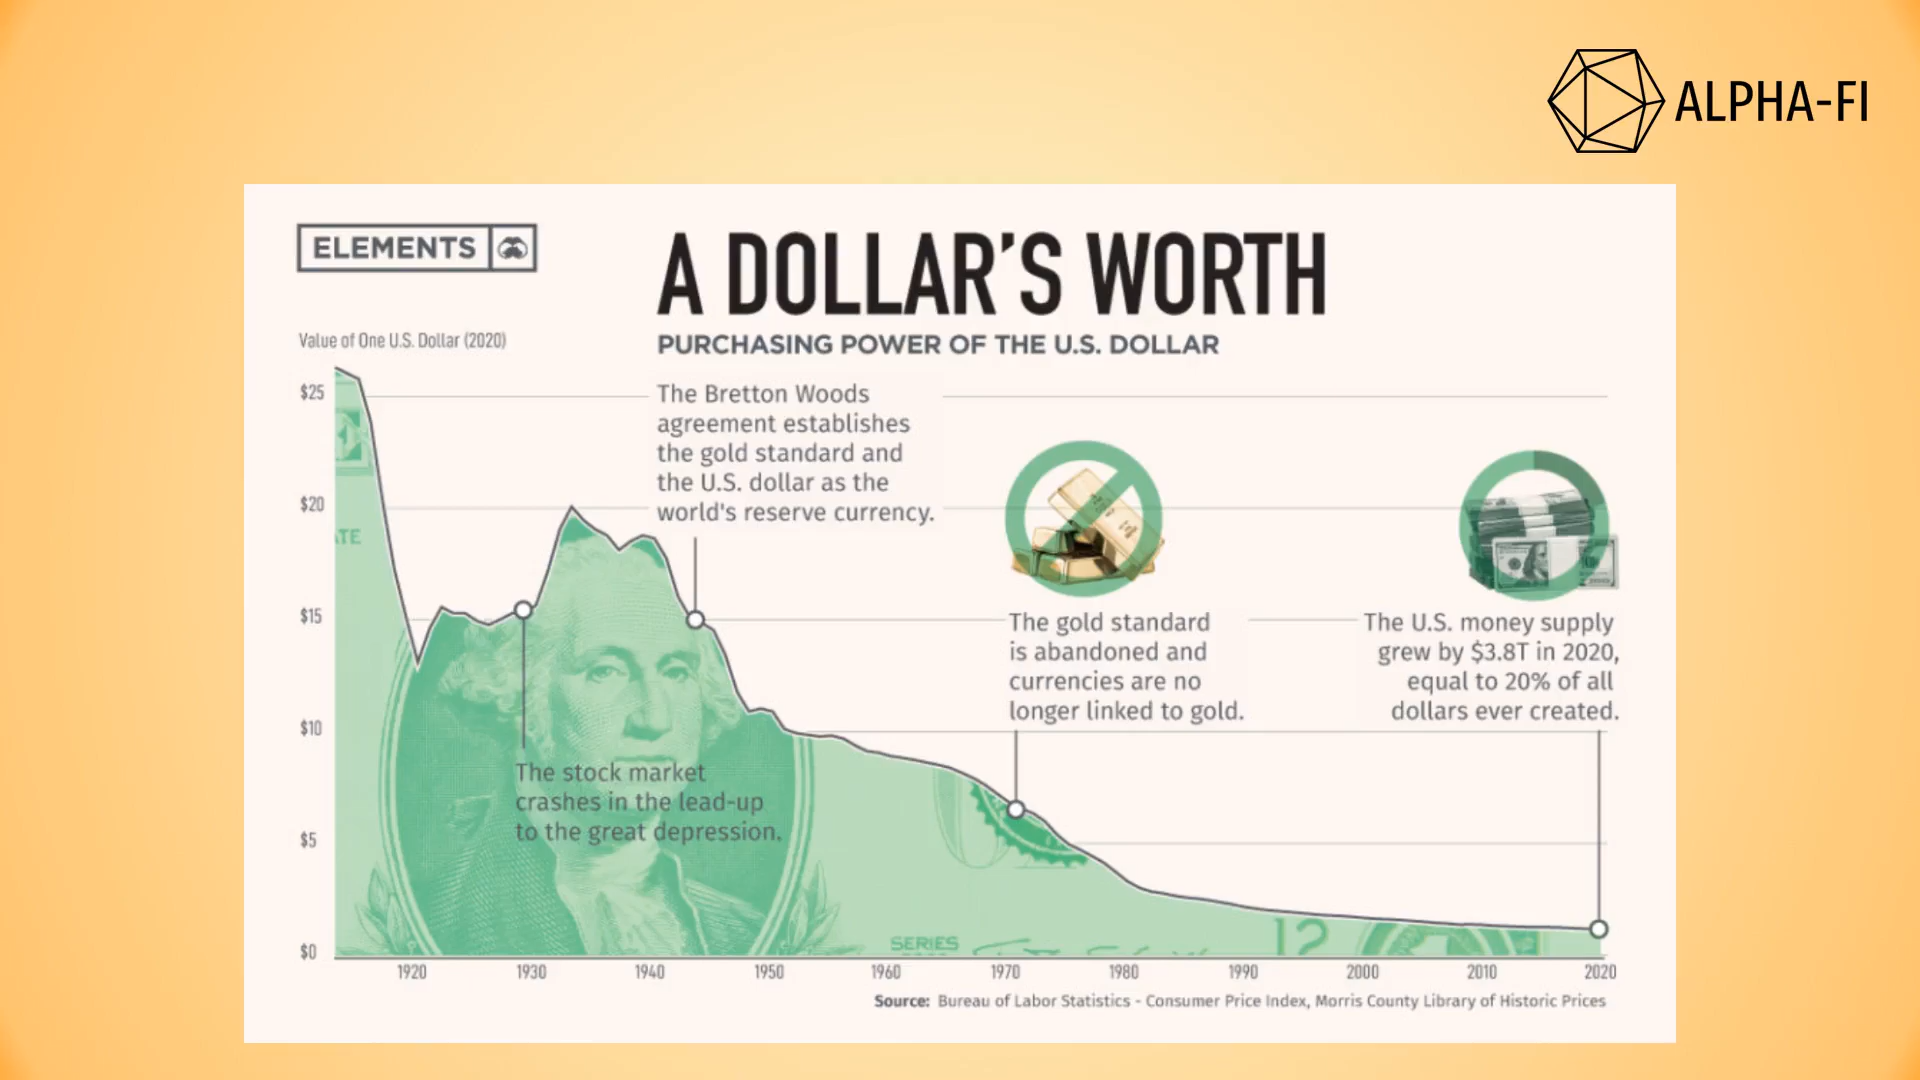 ALPHA-FI
ELEMENTS
A DOLLAR'S WORTH
PURCHASING POWER OF THE U.S. DOLLAR
Value of One U.S. Dollar (2020)
$25
$20
$15
$10
$5
$0
The Bretton Woods
agreement establishes
the gold standard and
the U.S. dollar as the
world's reserve currency.
The gold standard
is abandoned and
currencies are no
longer linked to gold.
The U.S. money supply
grew by $3.8T in 2020,
equal to 20% of all
dollars ever created.
The stock market
crashes in the lead-up
to the great depression.
ATE
SERIES
12
1920 1930 1940 1950 1960 1970 1980 1990 2000 2010 2020
Source: Bureau of Labor Statistics - Consumer Price Index, Morris County Library of Historic Prices